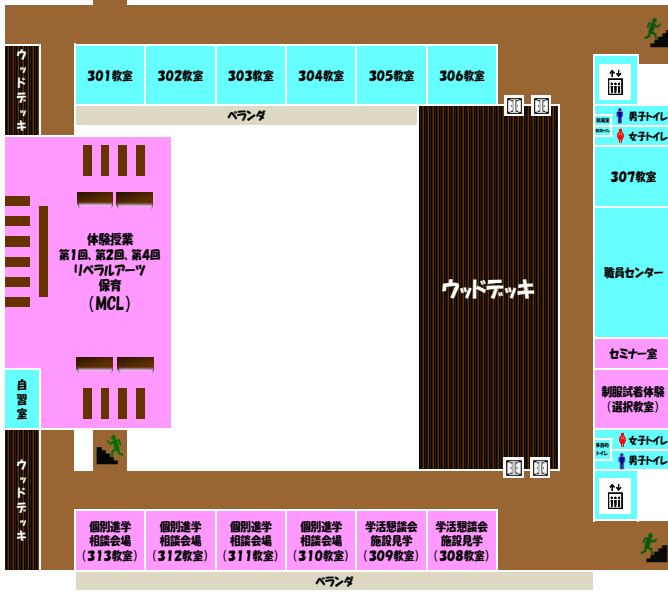 ウッドデッキ
301教室
302教室
303教室
304教室
305教室
306教室
ベランダ
男子トイレ
女子トイレ
307教室
体験授業
第1回、第2回、第4回
リベラルアーツ
保育
(MCL)
ウッドデッキ
職員センター
セミナー室
制服試着体験
(選択教室)
自習室
女子トイレ
男子トイレ
多目的
トイレ
ウッドデッキ
個別進学
相談会場
(313教室)
個別進学
相談会場
(312教室)
個別進学
相談会場
(311教室)
個別進学
相談会場
(310教室)
学活懇談会
施設見学
(309教室)
学活懇談会
施設見学
(308教室)
ベランダ